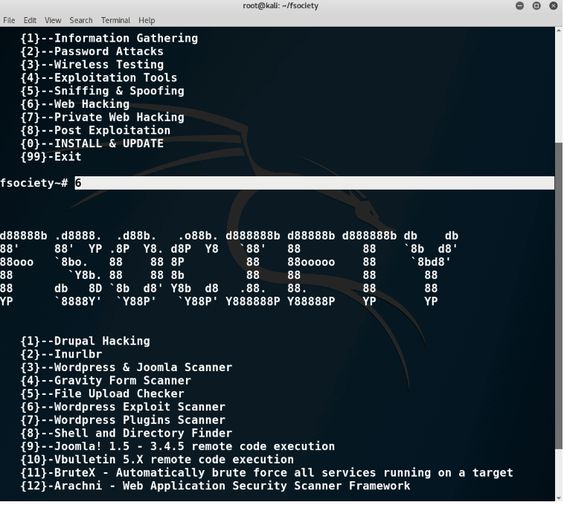 root@kali: ~/fsociety
File Edit View Search Terminal Help
{1}--Information Gathering
{2}--Password Attacks
{3}--Wireless Testing
{4}--Exploitation Tools
{5}--Sniffing & Spoofing
{6}--Web Hacking
{7}--Private Web Hacking
{8}--Post Exploitation
{0}--INSTALL & UPDATE
{99}-Exit
fsociety~# 6
d88888b .d8888. .d88b. .o88b. d888888b d88888b d888888b db    db
88'     88'  YP .8P  Y8. d8P  Y8   `88'   88         88    `8b  d8'
88ooo   `8bo.   88    88 8P         88    88ooooo    88     `8bd8'
88        `Y8b. 88    88 8b         88    88         88       88
88      db   8D `8b  d8' Y8b  d8   .88.   88.        88       88
YP      `8888Y'  `Y88P'   `Y88P' Y888888P Y88888P    YP       YP
{1}--Drupal Hacking
{2}--Inurlbr
{3}--Wordpress & Joomla Scanner
{4}--Gravity Form Scanner
{5}--File Upload Checker
{6}--Wordpress Exploit Scanner
{7}--Wordpress Plugins Scanner
{8}--Shell and Directory Finder
{9}--Joomla! 1.5 - 3.4.5 remote code execution
{10}-Vbulletin 5.X remote code execution
{11}-BruteX - Automatically brute force all services running on a target
{12}-Arachni - Web Application Security Scanner Framework